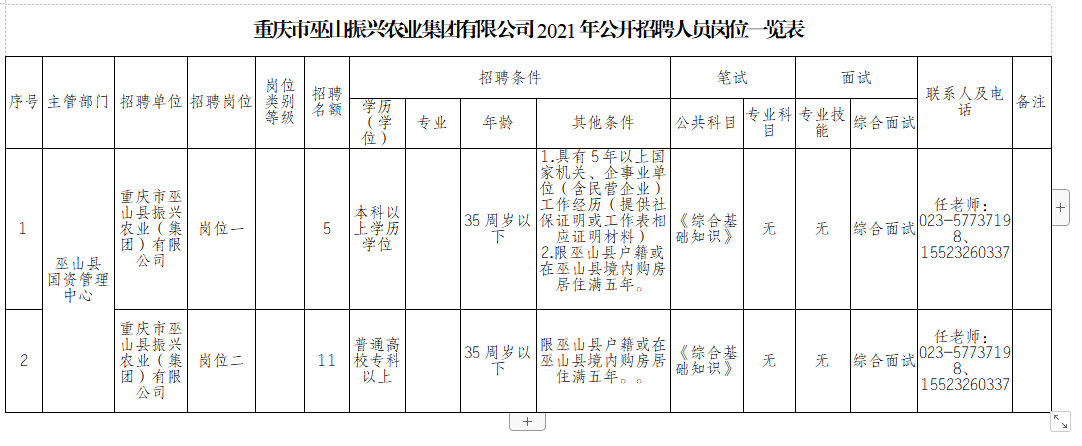 重庆市巫山振兴农业集团有限公司2021年公开招聘人员岗位一览表
序号
主管部门
招聘单位
招聘岗位
岗位
类别
等级
招聘
名额
招聘条件
笔试
面试
联系人及电
话
备注
学历
（学
位）
专业
年龄
其他条件
公共科目
专业科
目
专业技
能
综合面试
1
巫山县
国资管理
中心
重庆市巫
山县振兴
农业（集
团）有限
公司
岗位一
5
本科以
上学历
学位
35周岁以
下
1.具有5年以上国
家机关、企事业单
位（含民营企业）
工作经历（提供社
保证明或工作表相
应证明材料）
2.限巫山县户籍或
在巫山县境内购房
居住满五年。
《综合基
础知识》
无
无
综合面试
任老师：
023-5773719
8、
15523260337
2
重庆市巫
山县振兴
农业（集
团）有限
公司
岗位二
11
普通高
校专科
以上
35周岁以
下
限巫山县户籍或在
巫山县境内购房居
住满五年。。
《综合基
础知识》
无
无
综合面试
任老师：
023-5773719
8、
15523260337